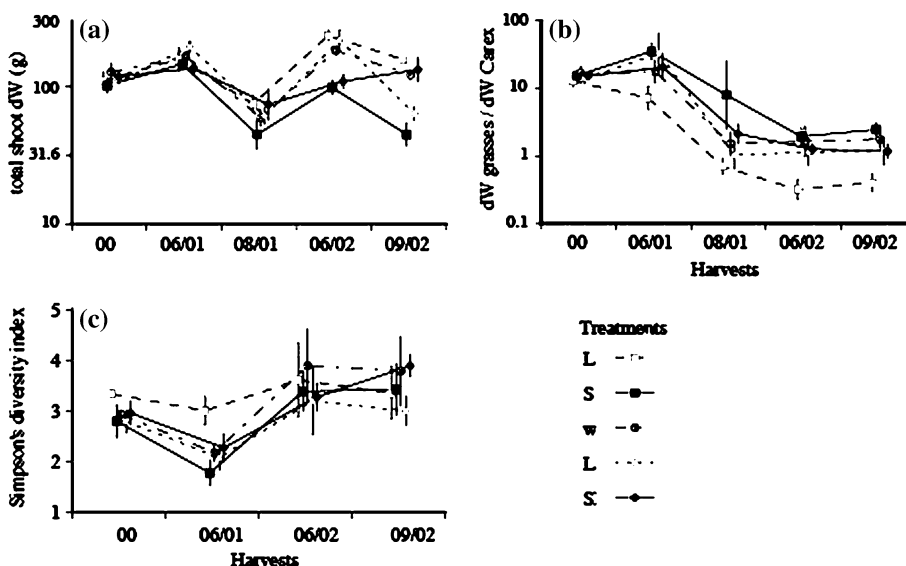 (a)
total shoot dW (g)
300
100
31.6
10
00 06/01 08/01 06/02 09/02
(b)
dW grasses / dW Carex
100
10
1
0.1
00 06/01 08/01 06/02 09/02
Harvests
(c)
Simpson's diversity index
5
4
3
2
1
00 06/01 06/02 09/02
Harvests
Treatments
L
S
w
L
S.